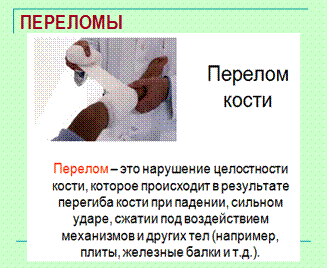 ПЕРЕЛОМЫ
Перелом
кости
Перелом – это нарушение целостности
кости, которое происходит в результате
перегиба кости при падении, сильном
ударе, сжатии под воздействием
механизмов и других тел (например,
плиты, железные балки и т.д.).